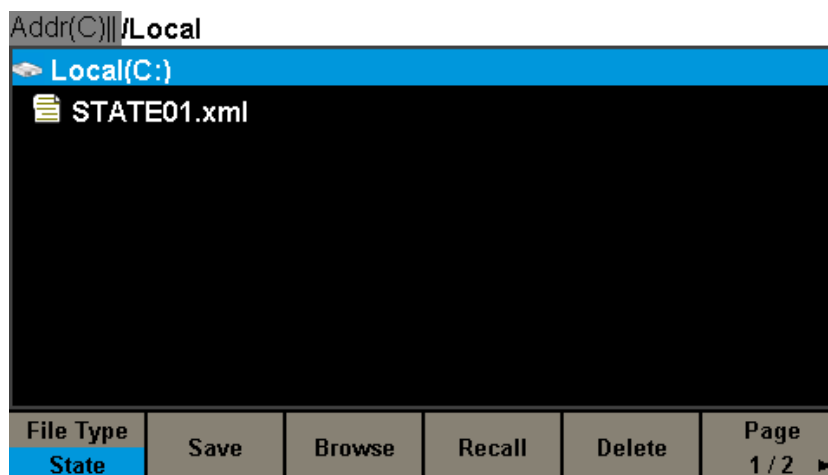 Addr(C)|| /Local
Local(C:)
STATE01.xml
File Type
State
Save
Browse
Recall
Delete
Page
1 / 2